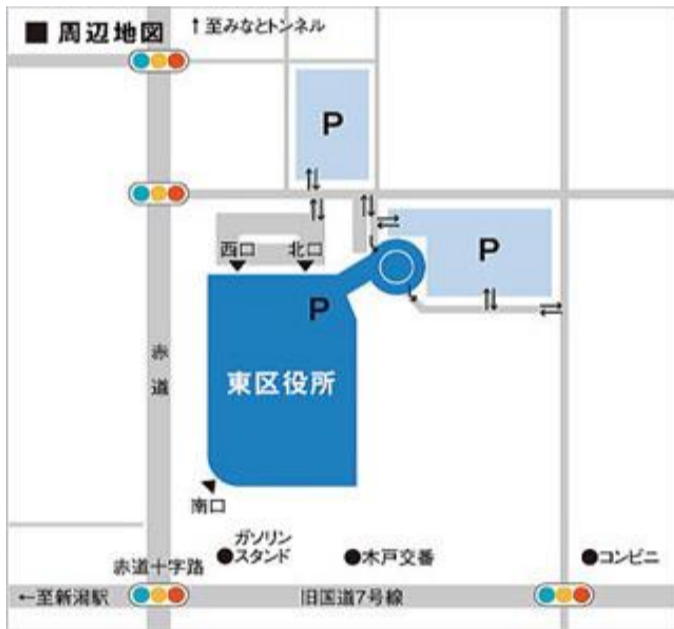 ■ 周辺地図
↑至みなとトンネル
P
西口
北口
P
P
赤道
東区役所
南口
ガソリン
スタンド
木戸交番
コンビニ
赤道十字路
←至新潟駅
旧国道7号線